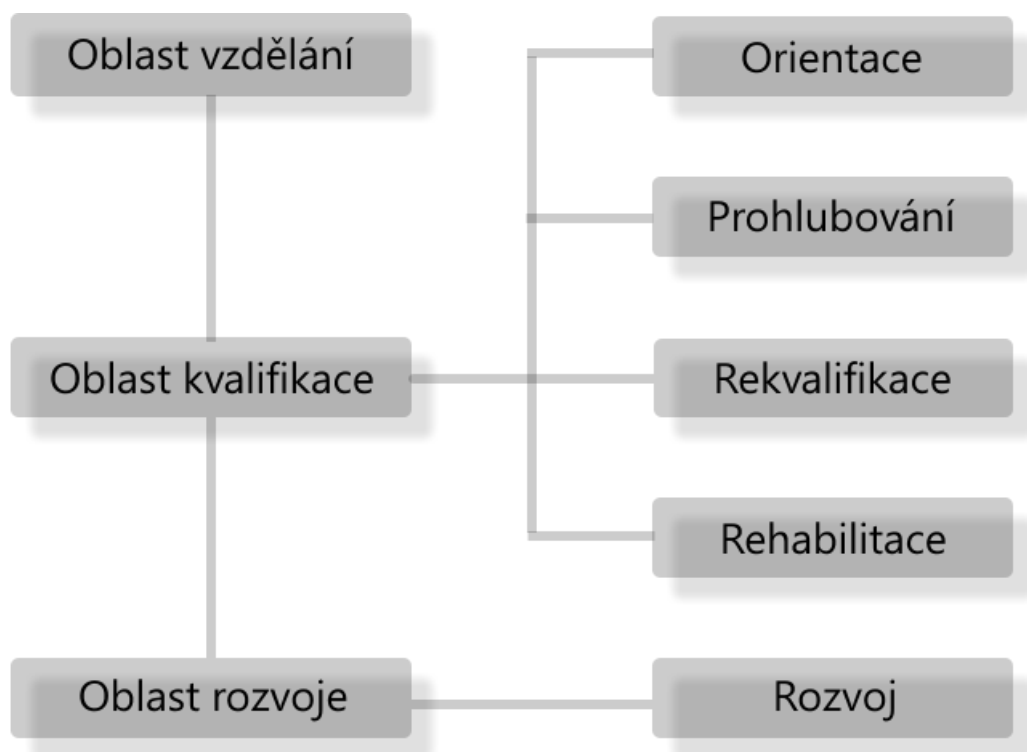 Oblast vzdělání
Orientace
Prohlubování
Oblast kvalifikace
Rekvalifikace
Rehabilitace
Oblast rozvoje
Rozvoj